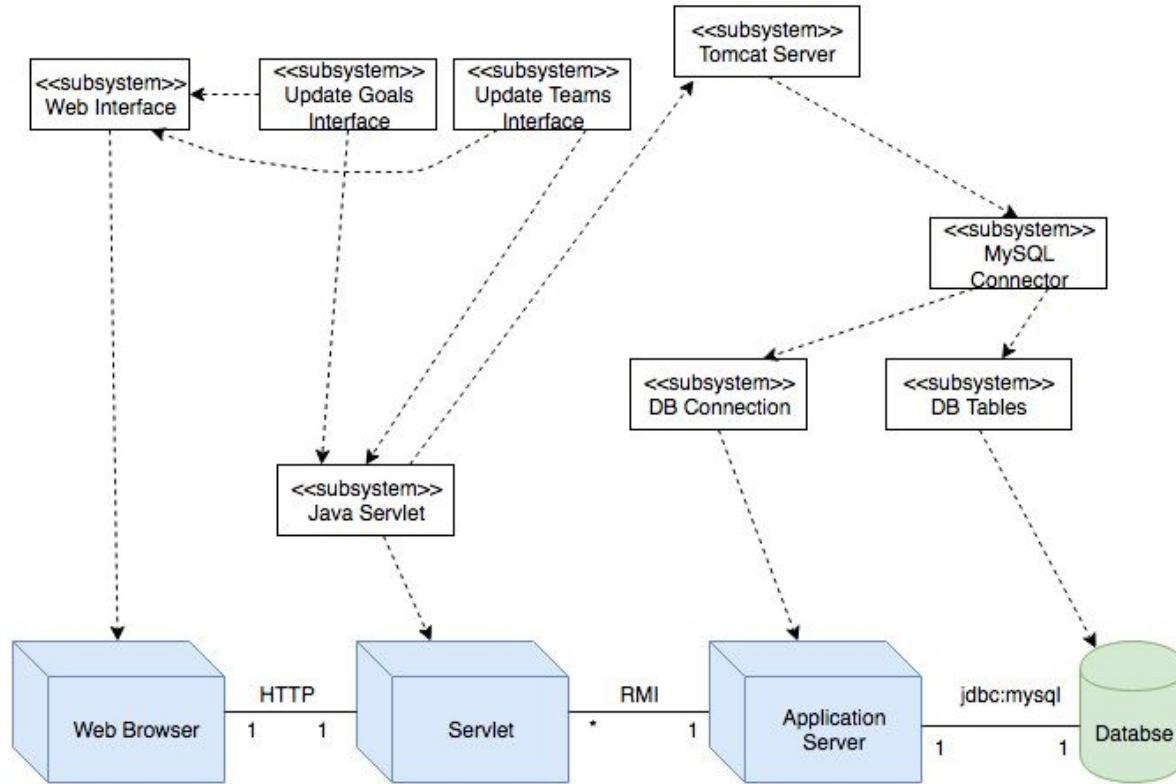 <<subsystem>>
Tomcat Server
<<subsystem>>
Web Interface
<<subsystem>>
Update Goals
Interface
<<subsystem>>
Update Teams
Interface
<<subsystem>>
MySQL
Connector
<<subsystem>>
DB Connection
<<subsystem>>
DB Tables
<<subsystem>>
Java Servlet
Web Browser
HTTP
1
1
Servlet
RMI
*
1
Application
Server
jdbc:mysql
1
1
Databse